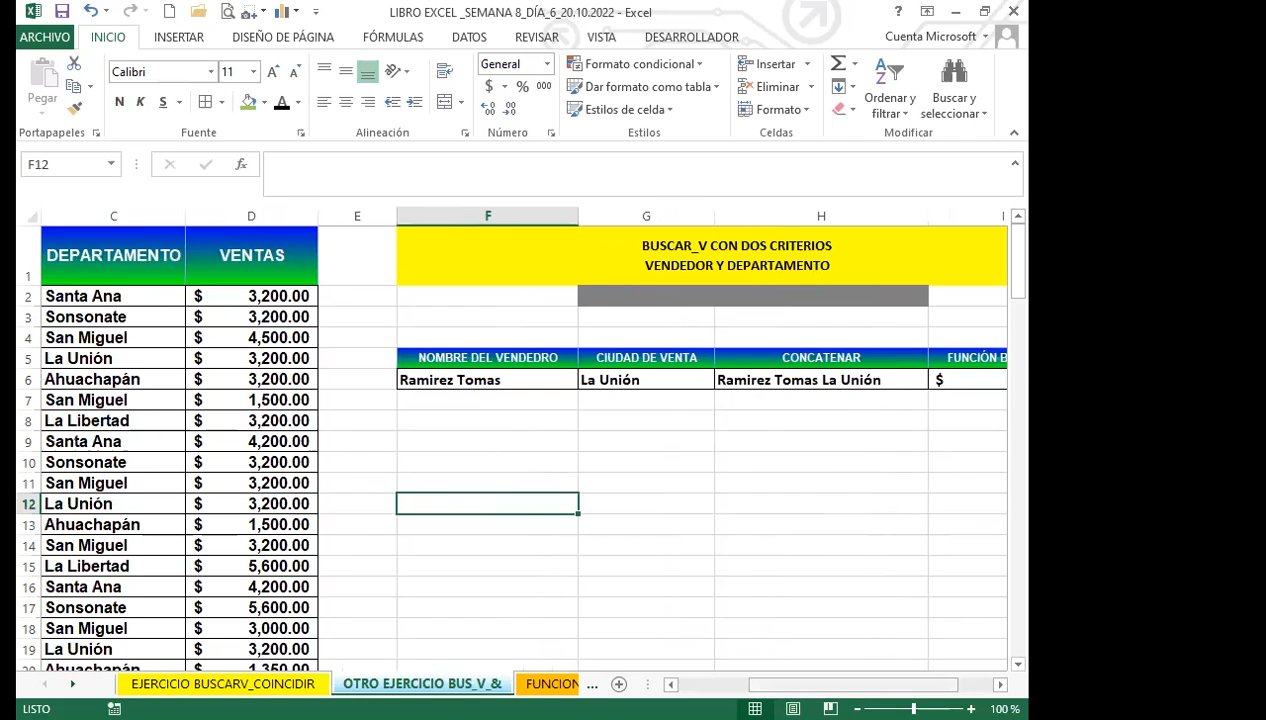 LIBRO EXCEL _SEMANA 8_DÍA_6_20.10.2022 - Excel
ARCHIVO INICIO INSERTAR DISEÑO DE PÁGINA FÓRMULAS DATOS REVISAR VISTA DESARROLLADOR Cuenta Microsoft
Calibri 11 General Formato condicional Insertar
Pegar N K S $ % 000 Dar formato como tabla Eliminar Ordenar y filtrar Buscar y seleccionar
Estilos de celda Formato
Portapapeles Fuente Alineación Número Estilos Celdas Modificar
F12 fx
C D E F G H I
1 DEPARTAMENTO VENTAS BUSCAR_V CON DOS CRITERIOS
VENDEDOR Y DEPARTAMENTO
2 Santa Ana $ 3,200.00
3 Sonsonate $ 3,200.00
4 San Miguel $ 4,500.00
5 La Unión $ 3,200.00 NOMBRE DEL VENDEDRO CIUDAD DE VENTA CONCATENAR FUNCIÓN B
6 Ahuachapán $ 3,200.00 Ramirez Tomas La Unión Ramirez Tomas La Unión $
7 San Miguel $ 1,500.00
8 La Libertad $ 3,200.00
9 Santa Ana $ 4,200.00
10 Sonsonate $ 3,200.00
11 San Miguel $ 3,200.00
12 La Unión $ 3,200.00
13 Ahuachapán $ 1,500.00
14 San Miguel $ 3,200.00
15 La Libertad $ 5,600.00
16 Santa Ana $ 4,200.00
17 Sonsonate $ 5,600.00
18 San Miguel $ 3,000.00
19 La Unión $ 3,200.00
20 Ahuachapán $ 1,350.00
EJERCICIO BUSCARV_COINCIDIR OTRO EJERCICIO BUS_V_& FUNCION ...
LISTO 100 %